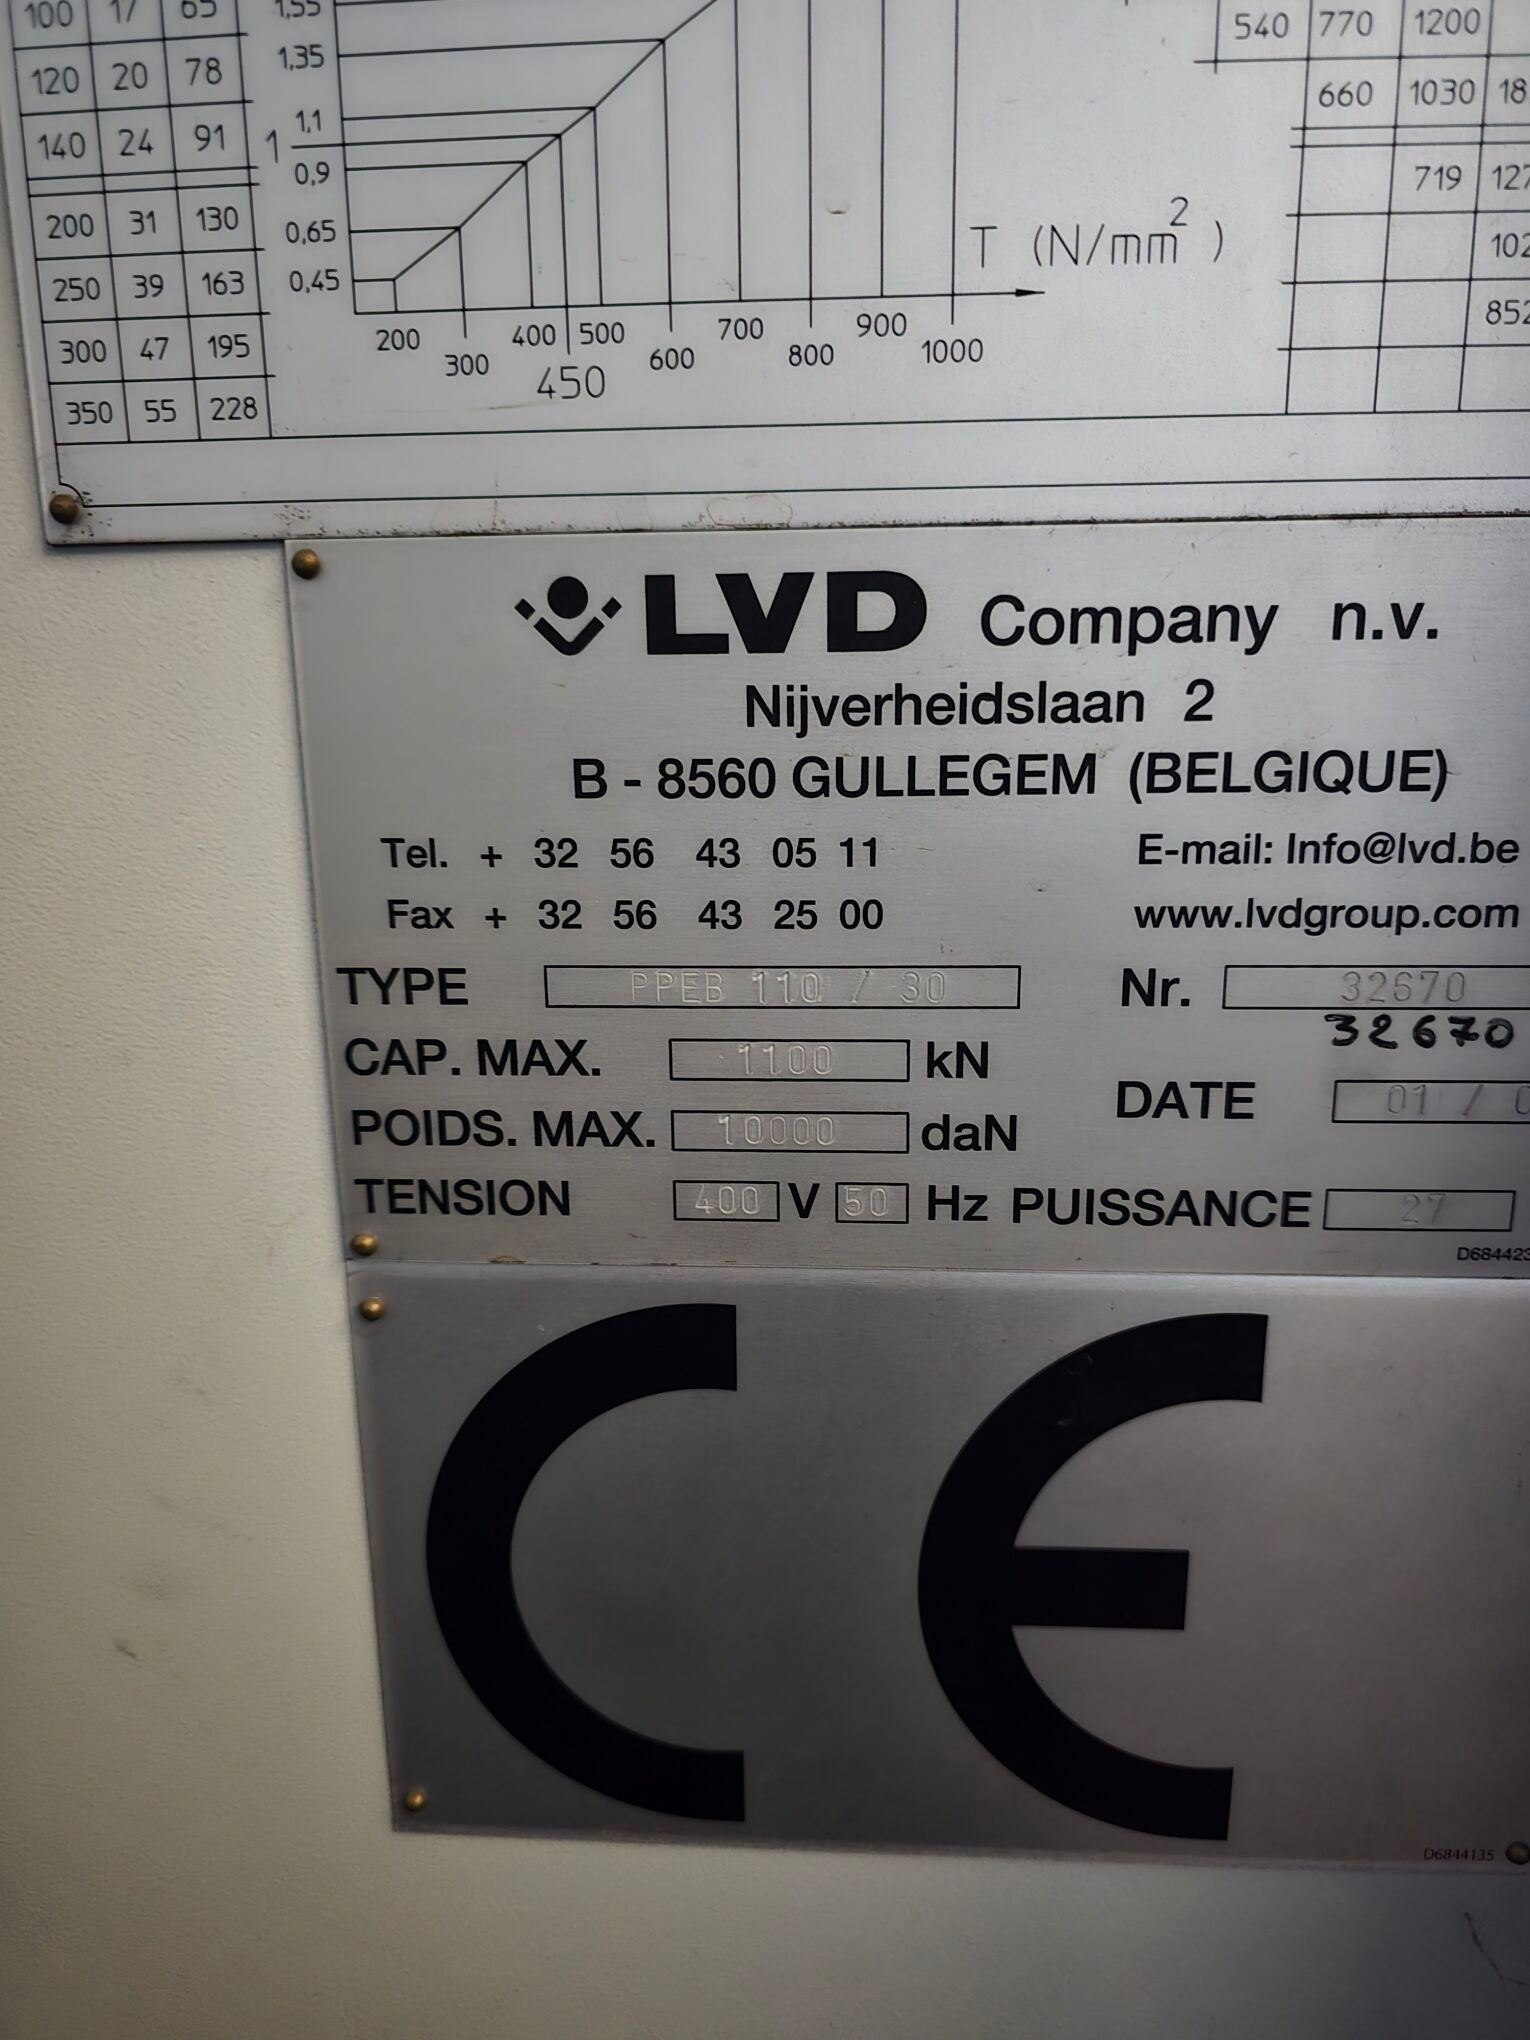 100 17 65
120 20 78
140 24 91
200 31 130
250 39 163
300 47 195
350 55 228
1,55
1,35
1,1
1
0,9
0,65
0,45
200 300 400 450 500 600 700 800 900 1000
T (N/mm²)
540 770 1200
660 1030
719
LVD Company n.v.
Nijverheidslaan 2
B - 8560 GULLEGEM (BELGIQUE)
Tel. + 32 56 43 05 11 E-mail: Info@lvd.be
Fax + 32 56 43 25 00 www.lvdgroup.com
TYPE PPEB 110 / 30 Nr. 32670
32670
CAP. MAX. 1100 kN
DATE 01 /
POIDS. MAX. 10000 daN
TENSION 400 V 50 Hz PUISSANCE 27
D684423
CE
D6844135